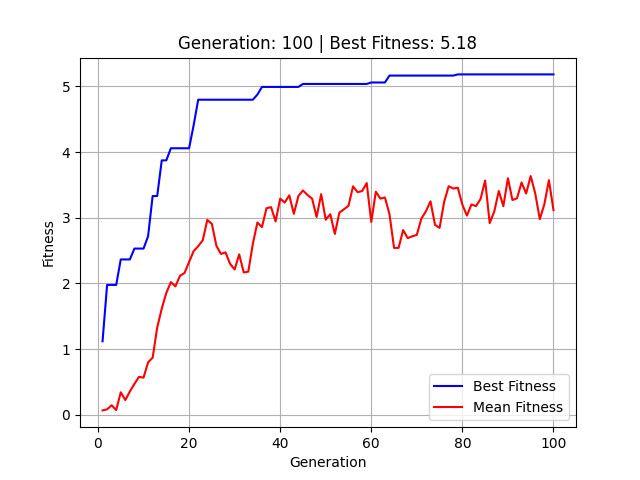 Generation: 100 | Best Fitness: 5.18
Fitness
5
4
3
2
1
0
Best Fitness
Mean Fitness
0 20 40 60 80 100
Generation